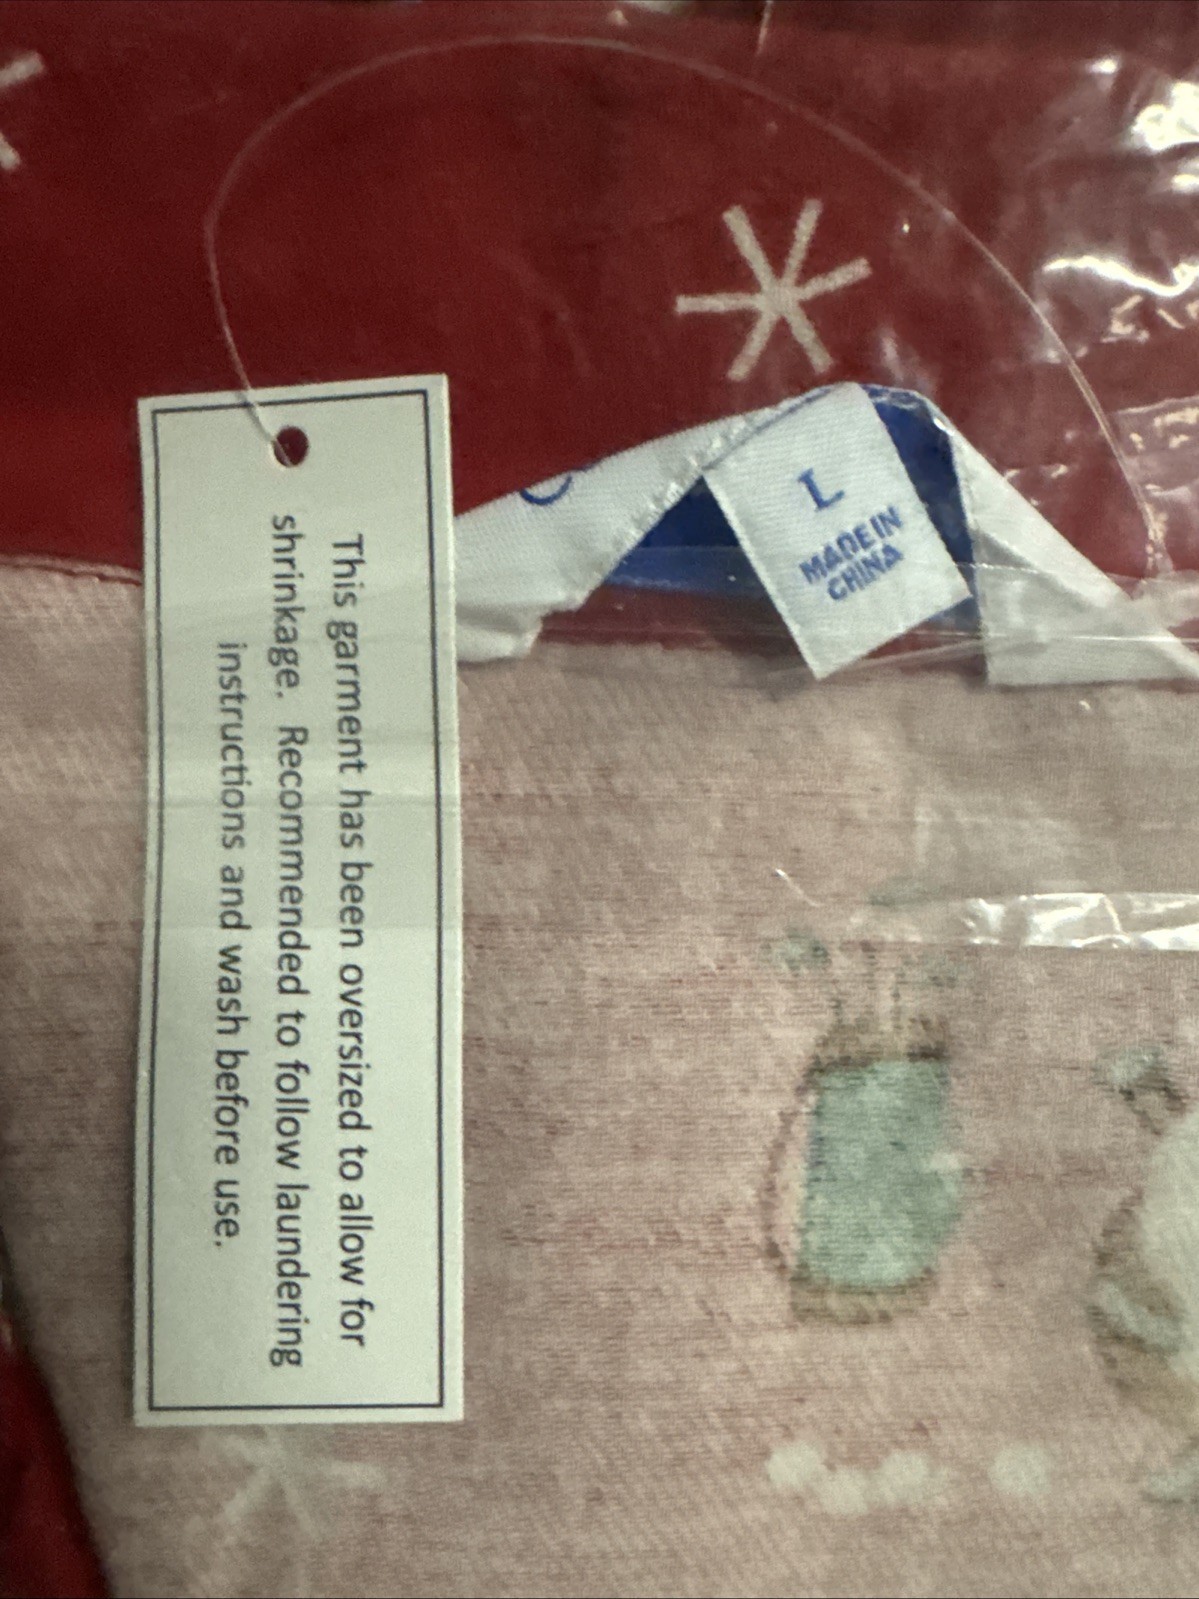 This garment has been oversized to allow for
shrinkage. Recommended to follow laundering
instructions and wash before use.
L
MADE IN
CHINA